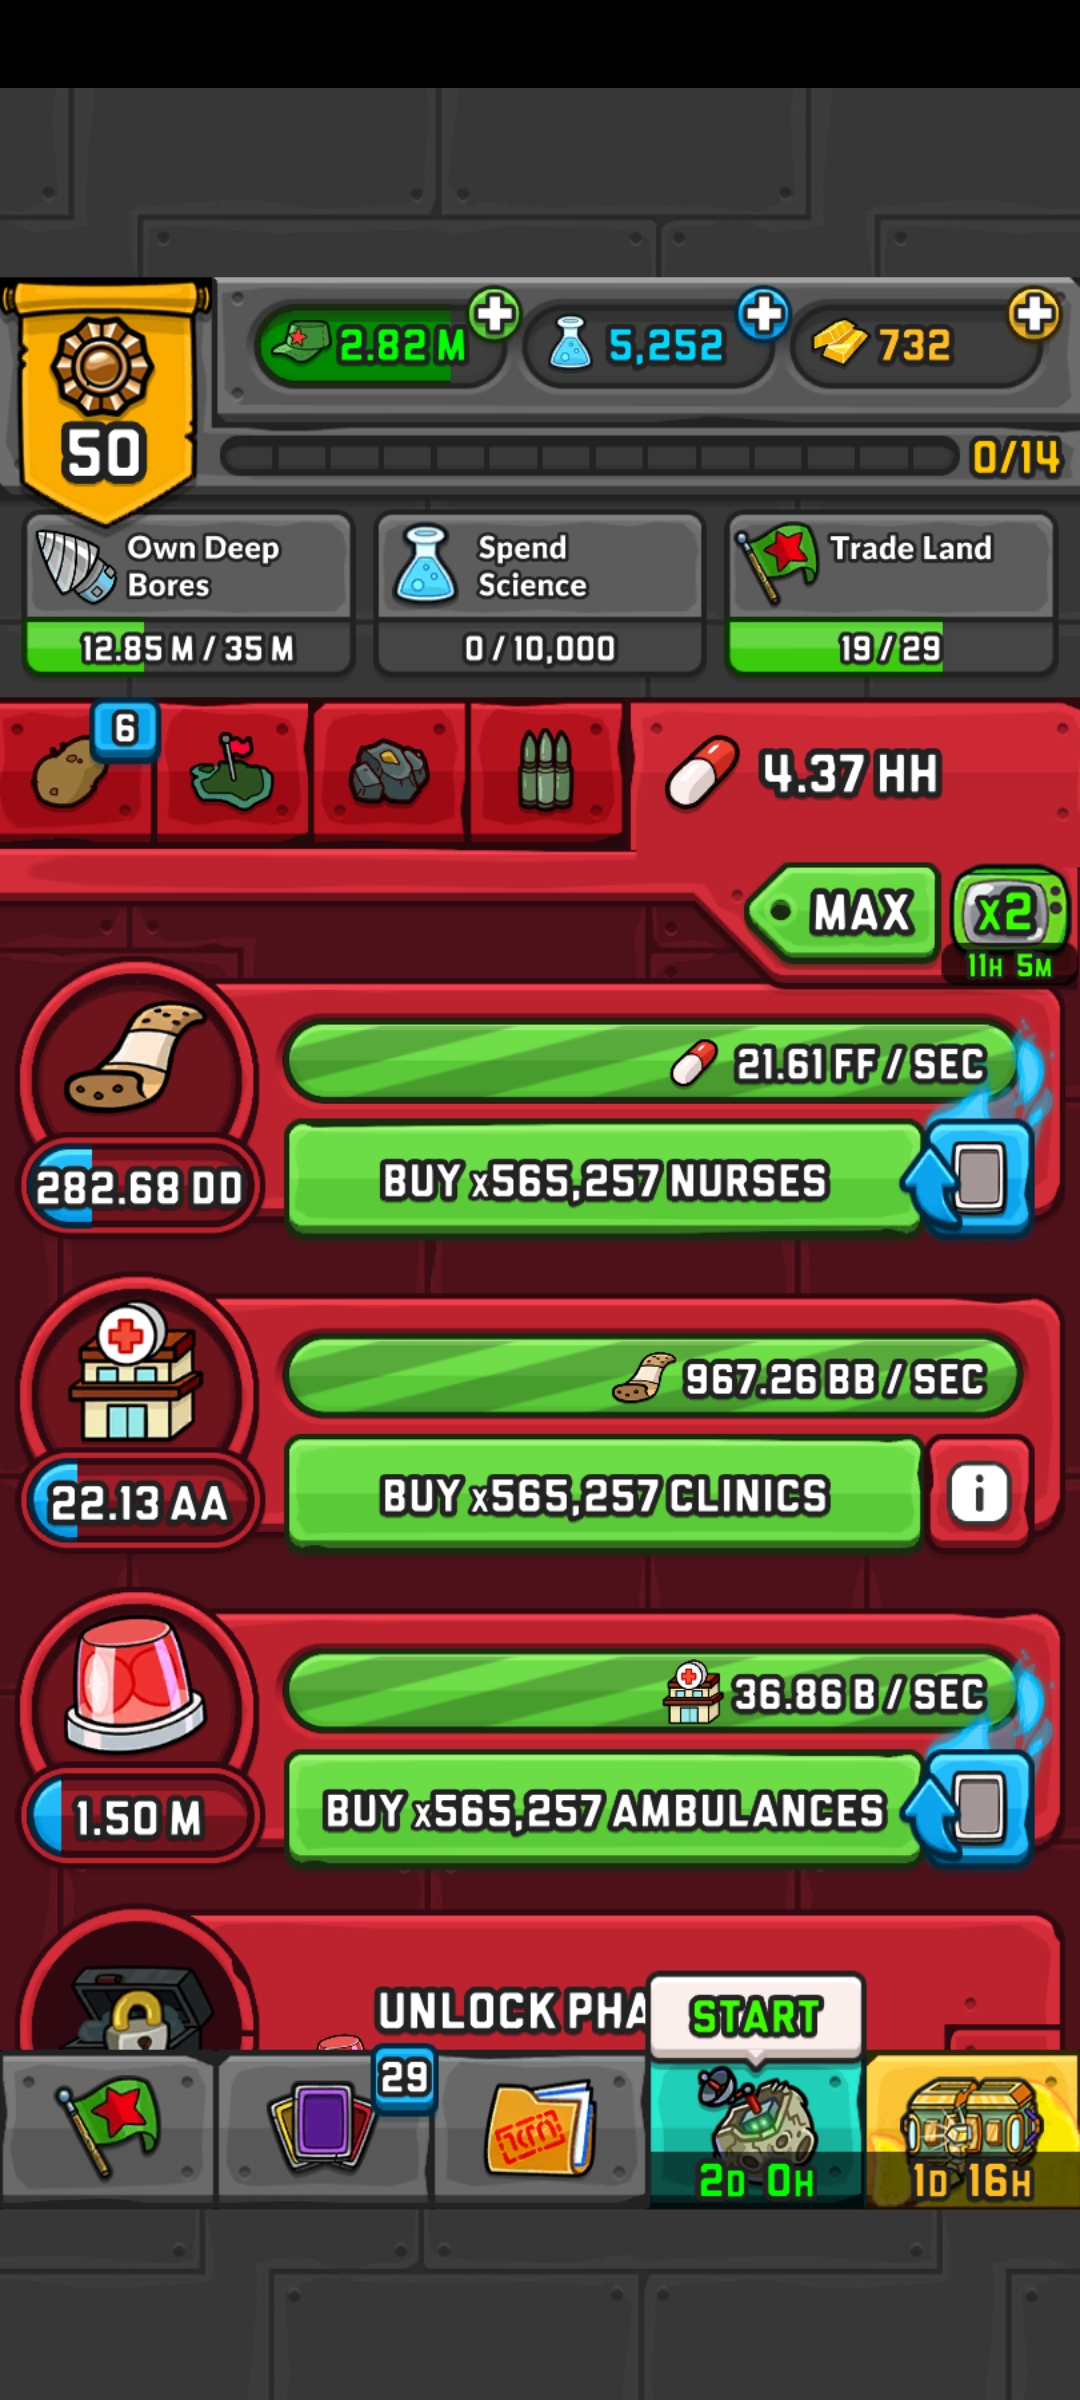 2.82 M
5,252
732
50
0/14
Own Deep
Bores
12.85 M / 35 M
Spend
Science
0 / 10,000
Trade Land
19 / 29
6
4.37 HH
MAX
x2
11H 5M
21.61 FF / SEC
282.68 DD
BUY x565,257 NURSES
967.26 BB / SEC
22.13 AA
BUY x565,257 CLINICS
i
36.86 B / SEC
1.50 M
BUY x565,257 AMBULANCES
UNLOCK PHA
START
29
2D 0H
1D 16H